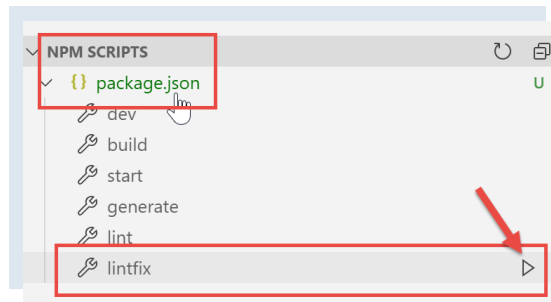 NPM SCRIPTS
{} package.json U
dev
build
start
generate
lint
lintfix